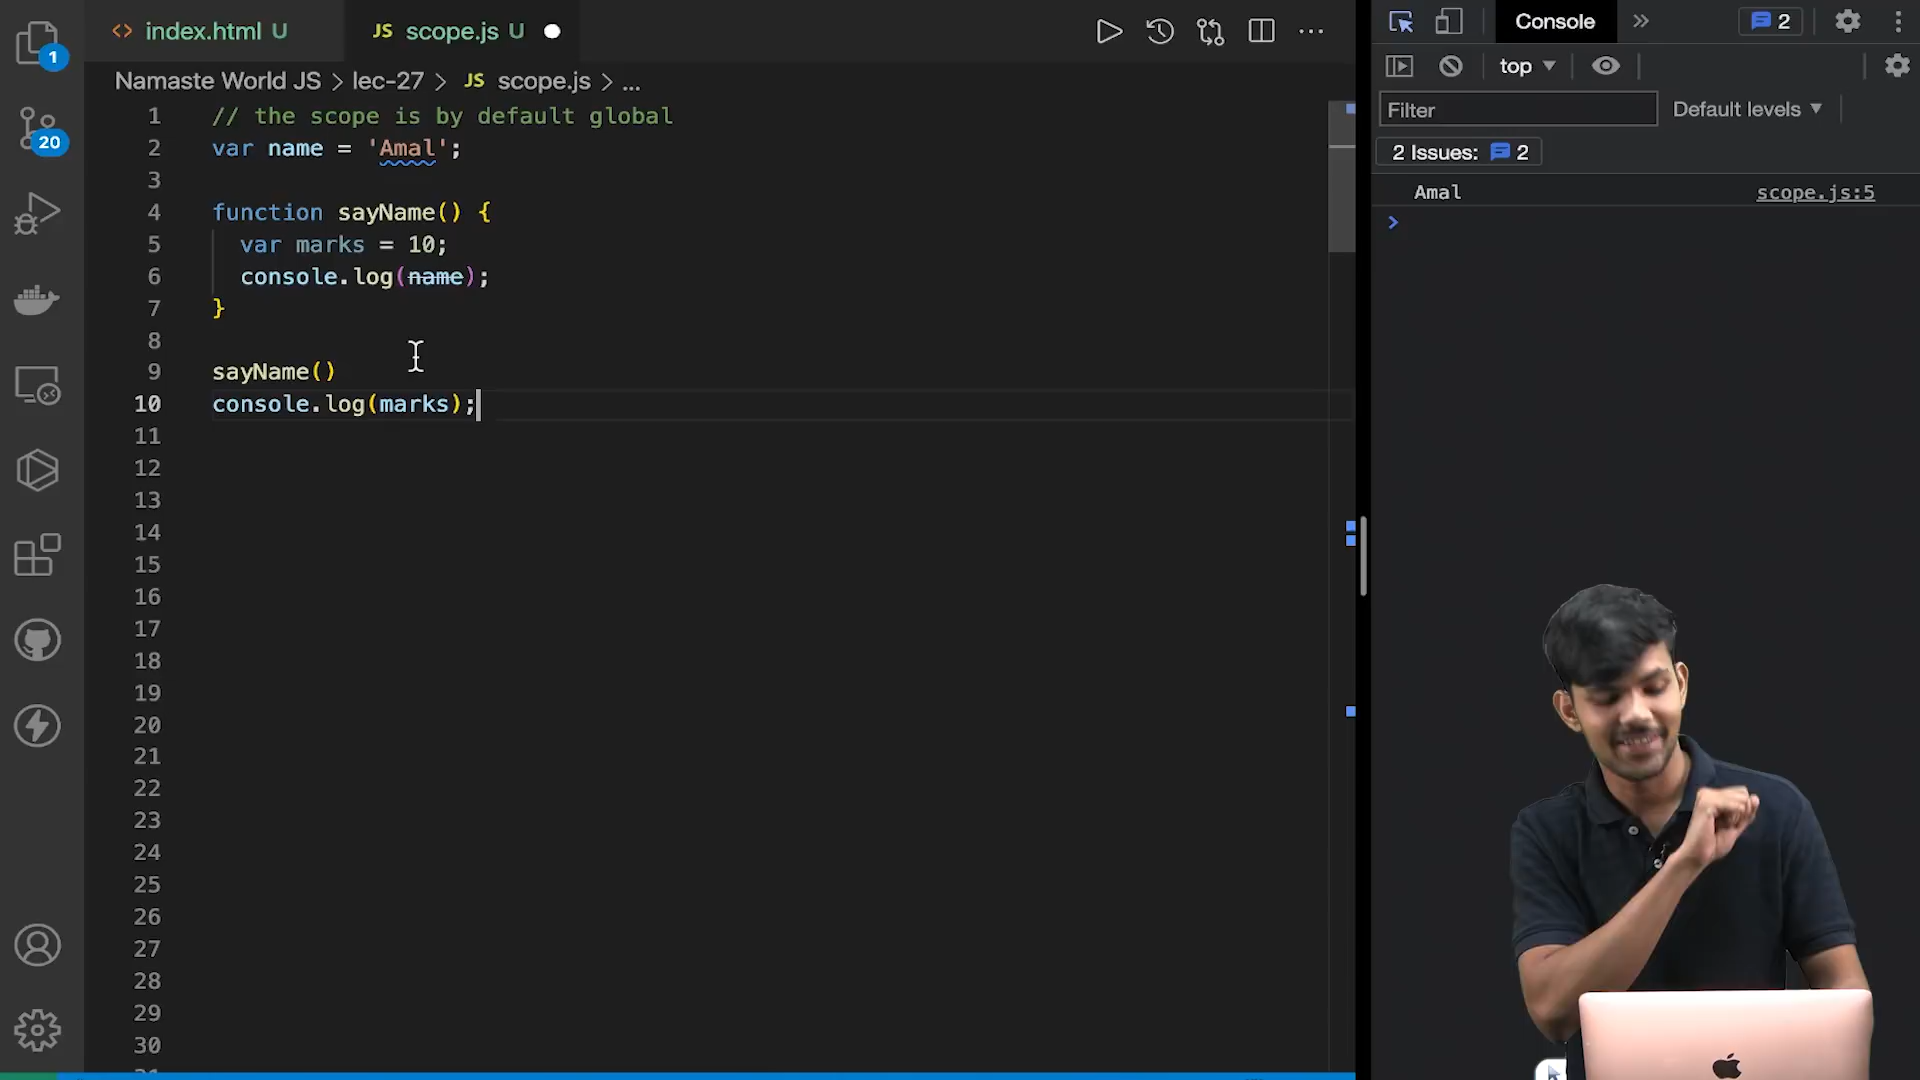 index.html U
JS scope.js U
Namaste World JS > lec-27 > JS scope.js > ...
1 // the scope is by default global
2 var name = 'Amal';
3
4 function sayName() {
5 var marks = 10;
6 console.log(name);
7 }
8
9 sayName()
10 console.log(marks);
11
12
13
14
15
16
17
18
19
20
21
22
23
24
25
26
27
28
29
30
1
20
Console
2
top
Filter
Default levels
2 Issues: 2
Amal scope.js:5